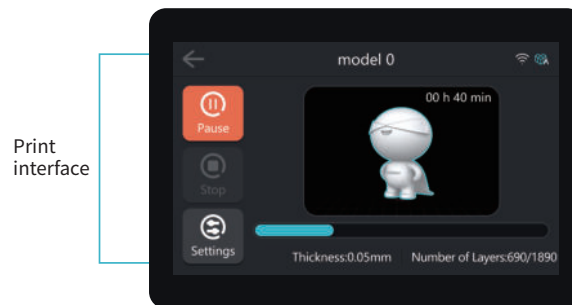 Print
interface
model 0
00 h 40 min
Pause
Stop
Settings
Thickness:0.05mm
Number of Layers:690/1890